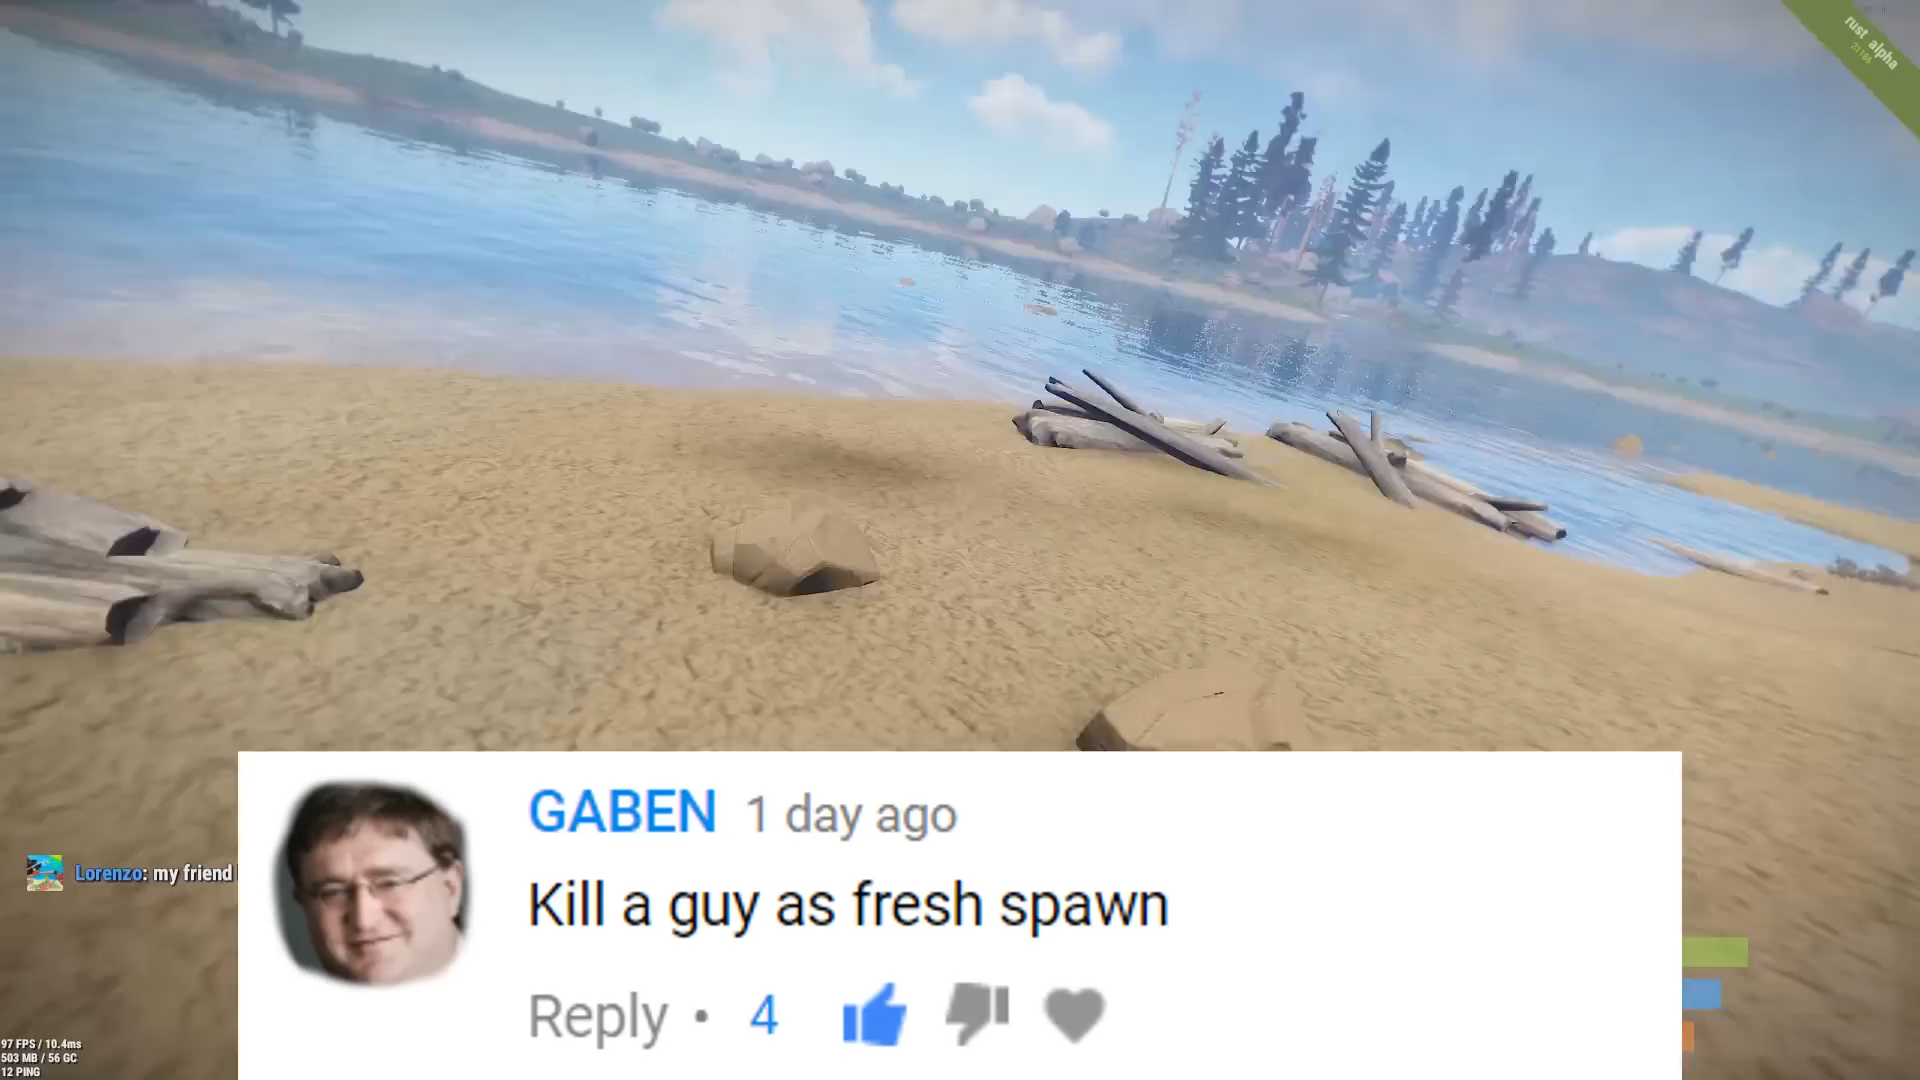 rust alpha
GABEN 1 day ago
Kill a guy as fresh spawn
Reply • 4
Lorenzo: my friend
97 FPS / 10.4ms
503 MB / 56 GC
12 PING